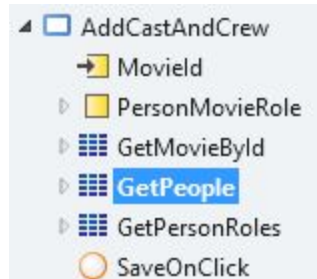 AddCastAndCrew
MovieId
PersonMovieRole
GetMovieById
GetPeople
GetPersonRoles
SaveOnClick